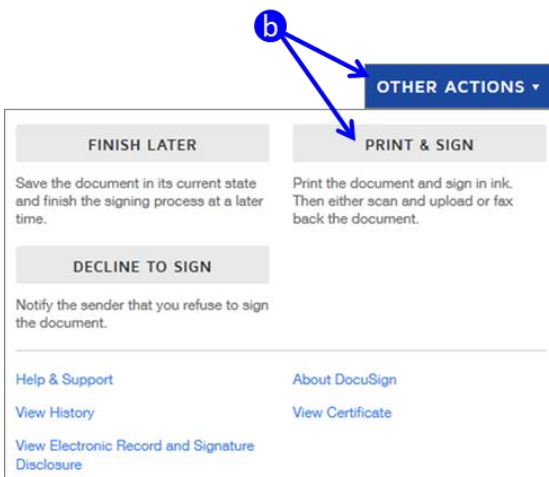 b
OTHER ACTIONS ▾
FINISH LATER
PRINT & SIGN
Save the document in its current state
and finish the signing process at a later
time.
Print the document and sign in ink.
Then either scan and upload or fax
back the document.
DECLINE TO SIGN
Notify the sender that you refuse to sign
the document.
Help & Support
About DocuSign
View History
View Certificate
View Electronic Record and Signature
Disclosure